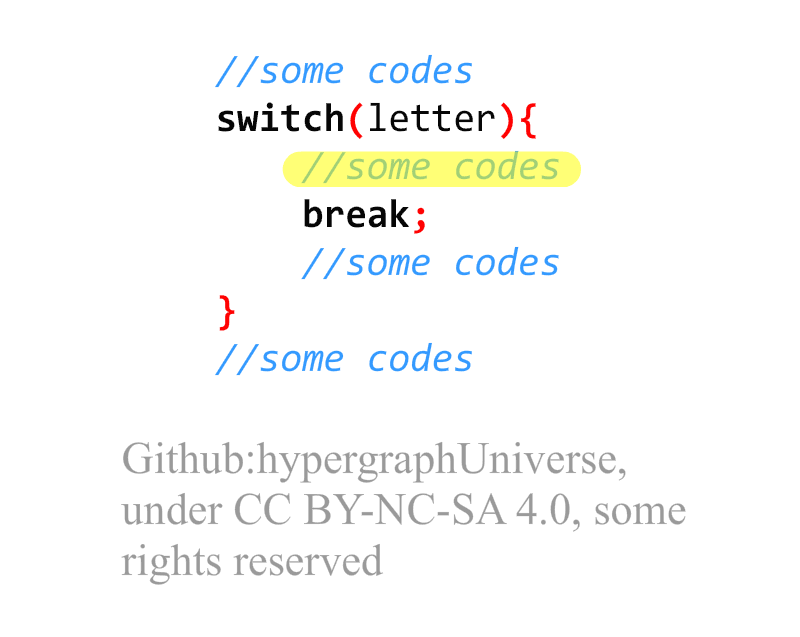 //some codes
switch(letter){
//some codes
break;
//some codes
}
//some codes
Github:hypergraphUniverse,
under CC BY-NC-SA 4.0, some
rights reserved